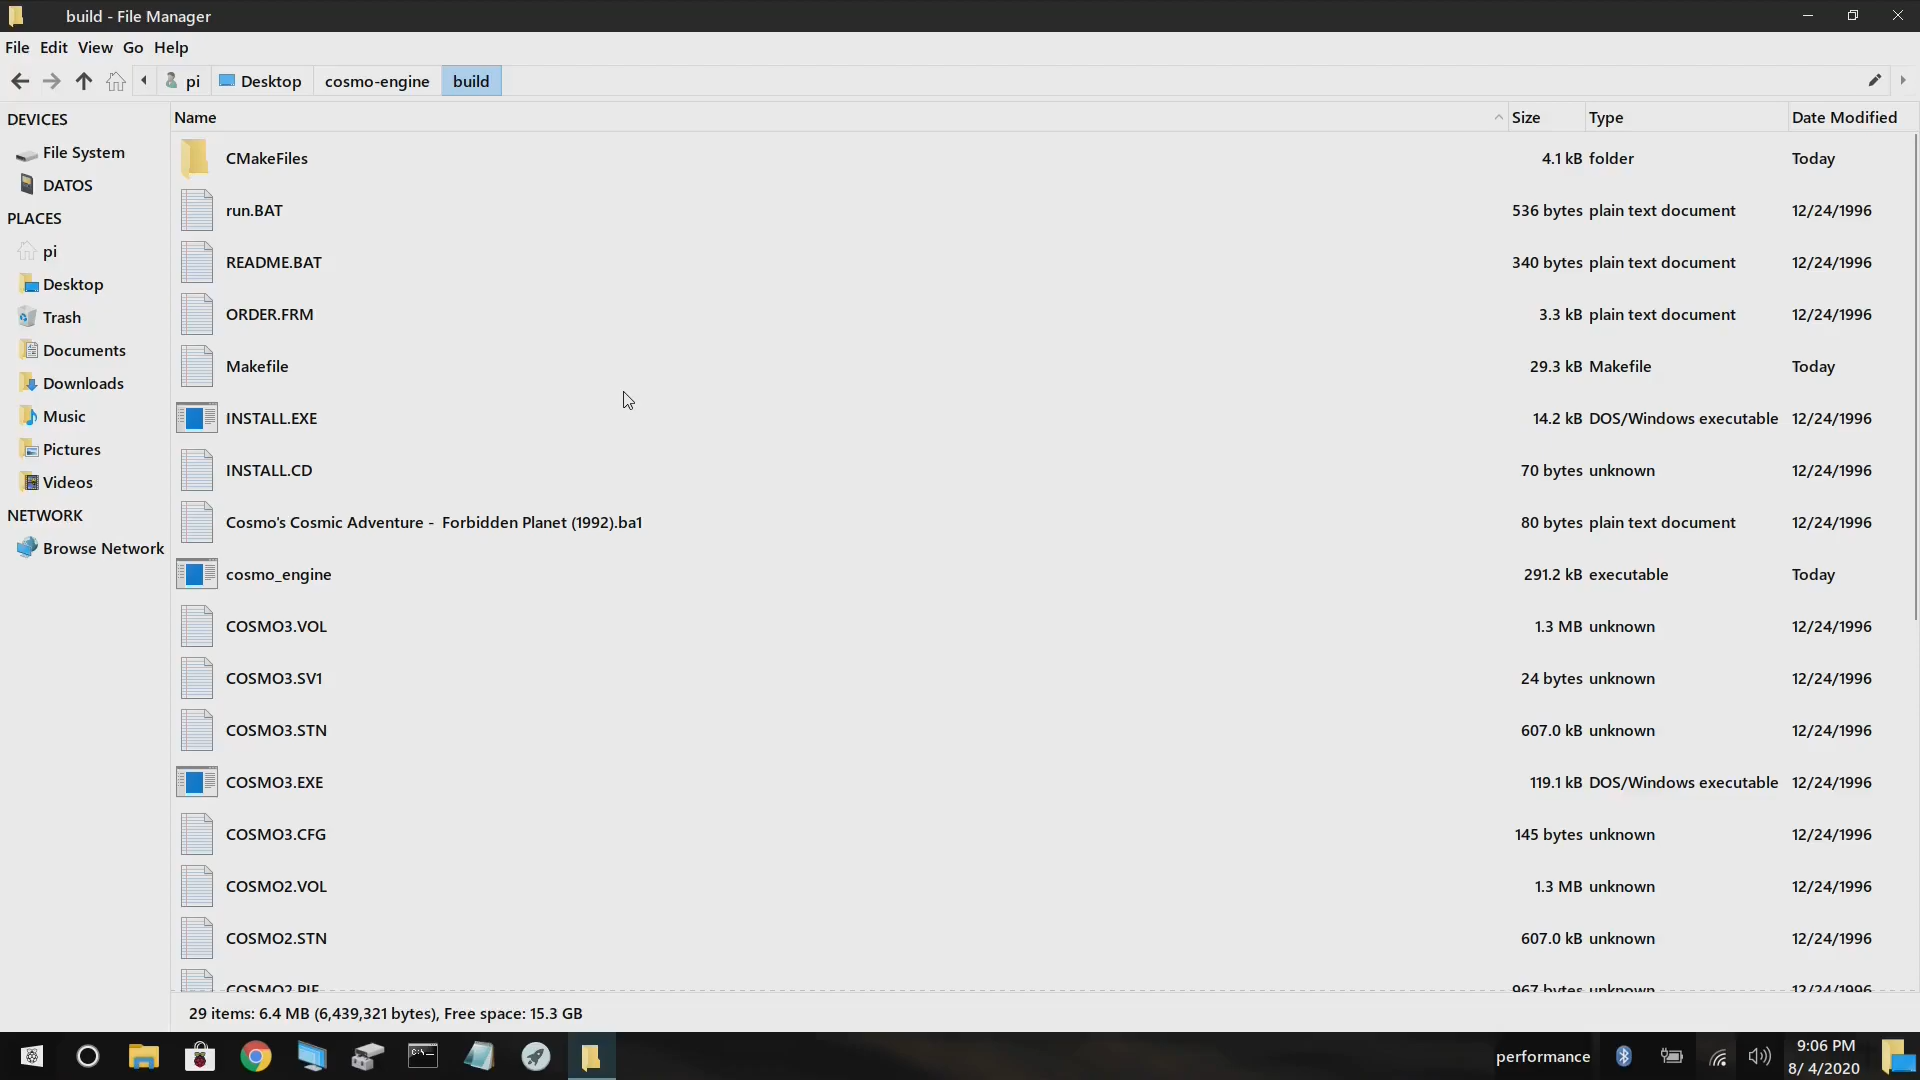 build - File Manager
File Edit View Go Help
pi Desktop cosmo-engine build
DEVICES
File System
DATOS
PLACES
pi
Desktop
Trash
Documents
Downloads
Music
Pictures
Videos
NETWORK
Browse Network
Name Size Type Date Modified
CMakeFiles 4.1 kB folder Today
run.BAT 536 bytes plain text document 12/24/1996
README.BAT 340 bytes plain text document 12/24/1996
ORDER.FRM 3.3 kB plain text document 12/24/1996
Makefile 29.3 kB Makefile Today
INSTALL.EXE 14.2 kB DOS/Windows executable 12/24/1996
INSTALL.CD 70 bytes unknown 12/24/1996
Cosmo's Cosmic Adventure -  Forbidden Planet (1992).ba1 80 bytes plain text document 12/24/1996
cosmo_engine 291.2 kB executable Today
COSMO3.VOL 1.3 MB unknown 12/24/1996
COSMO3.SV1 24 bytes unknown 12/24/1996
COSMO3.STN 607.0 kB unknown 12/24/1996
COSMO3.EXE 119.1 kB DOS/Windows executable 12/24/1996
COSMO3.CFG 145 bytes unknown 12/24/1996
COSMO2.VOL 1.3 MB unknown 12/24/1996
COSMO2.STN 607.0 kB unknown 12/24/1996
COSMO2.PIF 967 bytes unknown 12/24/1996
29 items: 6.4 MB (6,439,321 bytes), Free space: 15.3 GB
performance
9:06 PM
8/ 4/2020